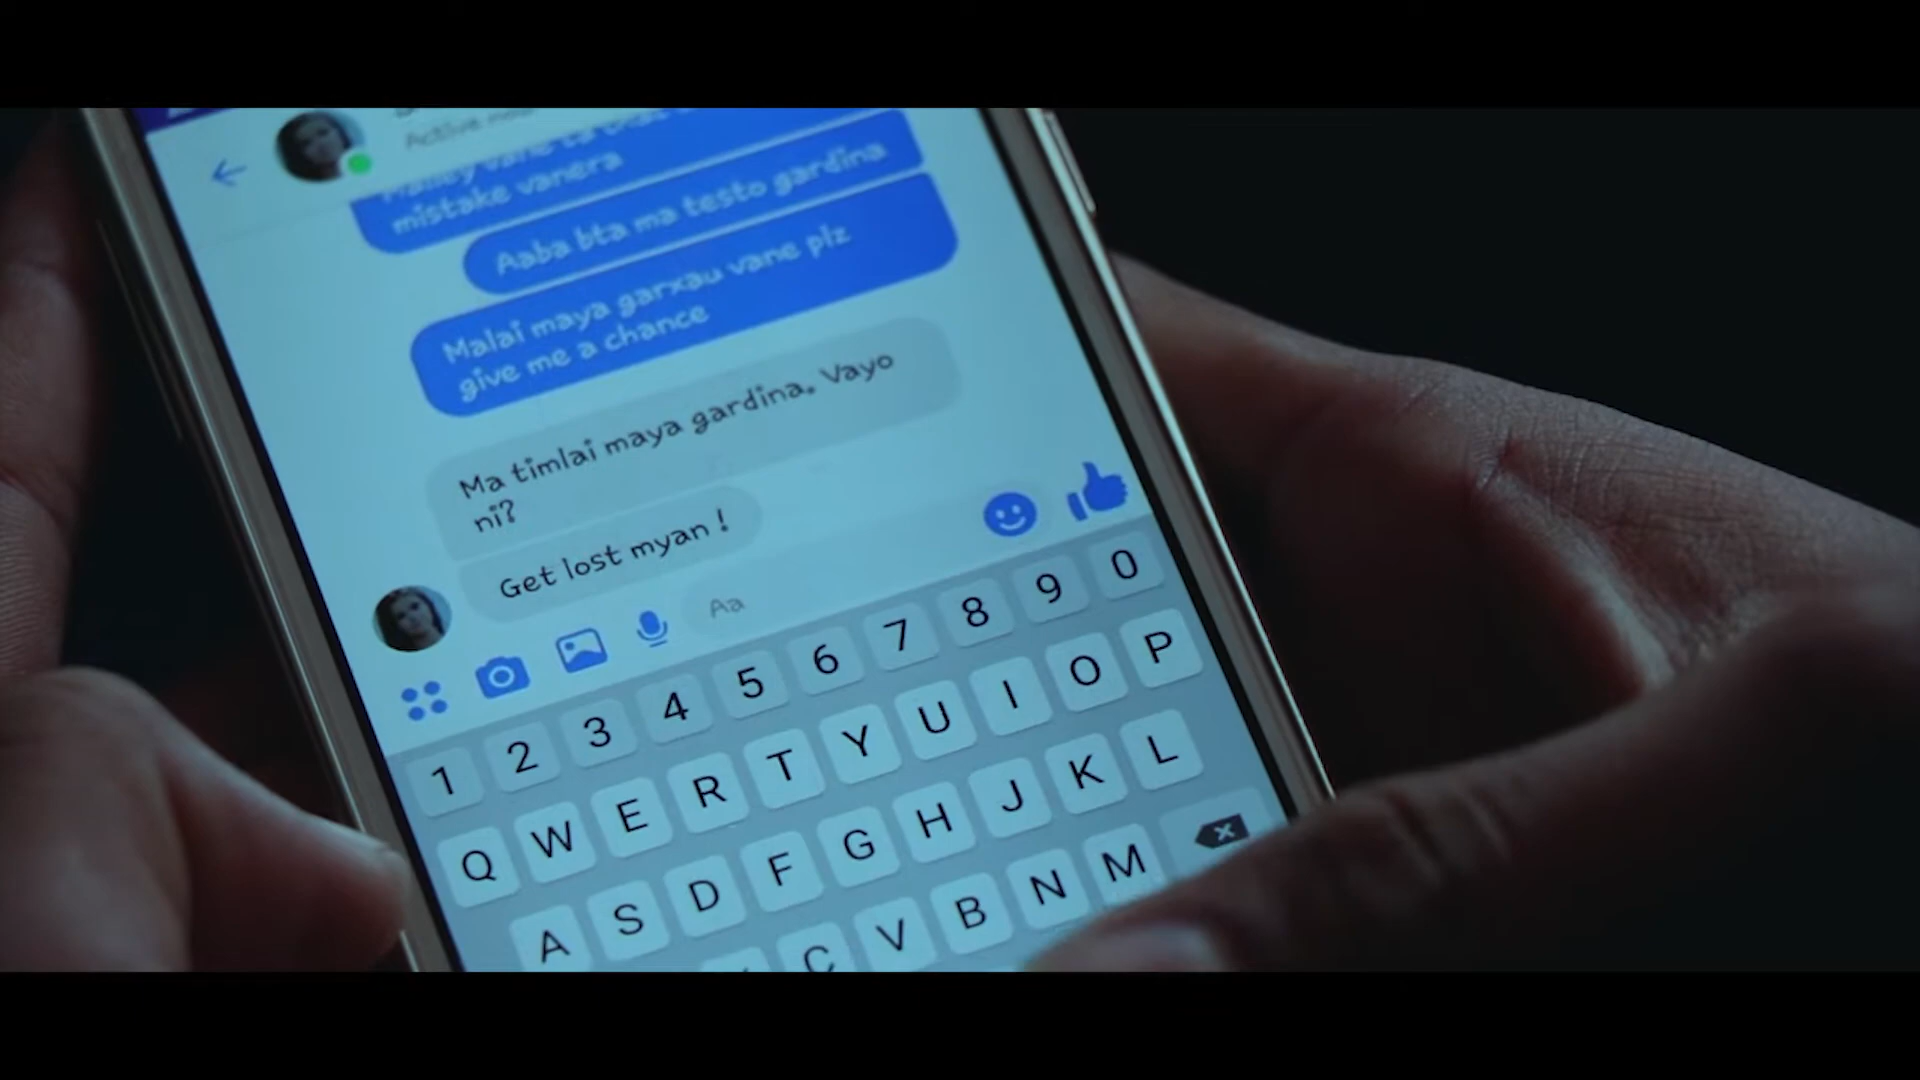 Active
mistake vanera
Aaba bta ma testo gardina
Malai maya garxau vane plz
give me a chance
Ma timlai maya gardina. Vayo
ni?
Get lost myan !
Aa
1 2 3 4 5 6 7 8 9 0
Q W E R T Y U I O P
A S D F G H J K L
C V B N M